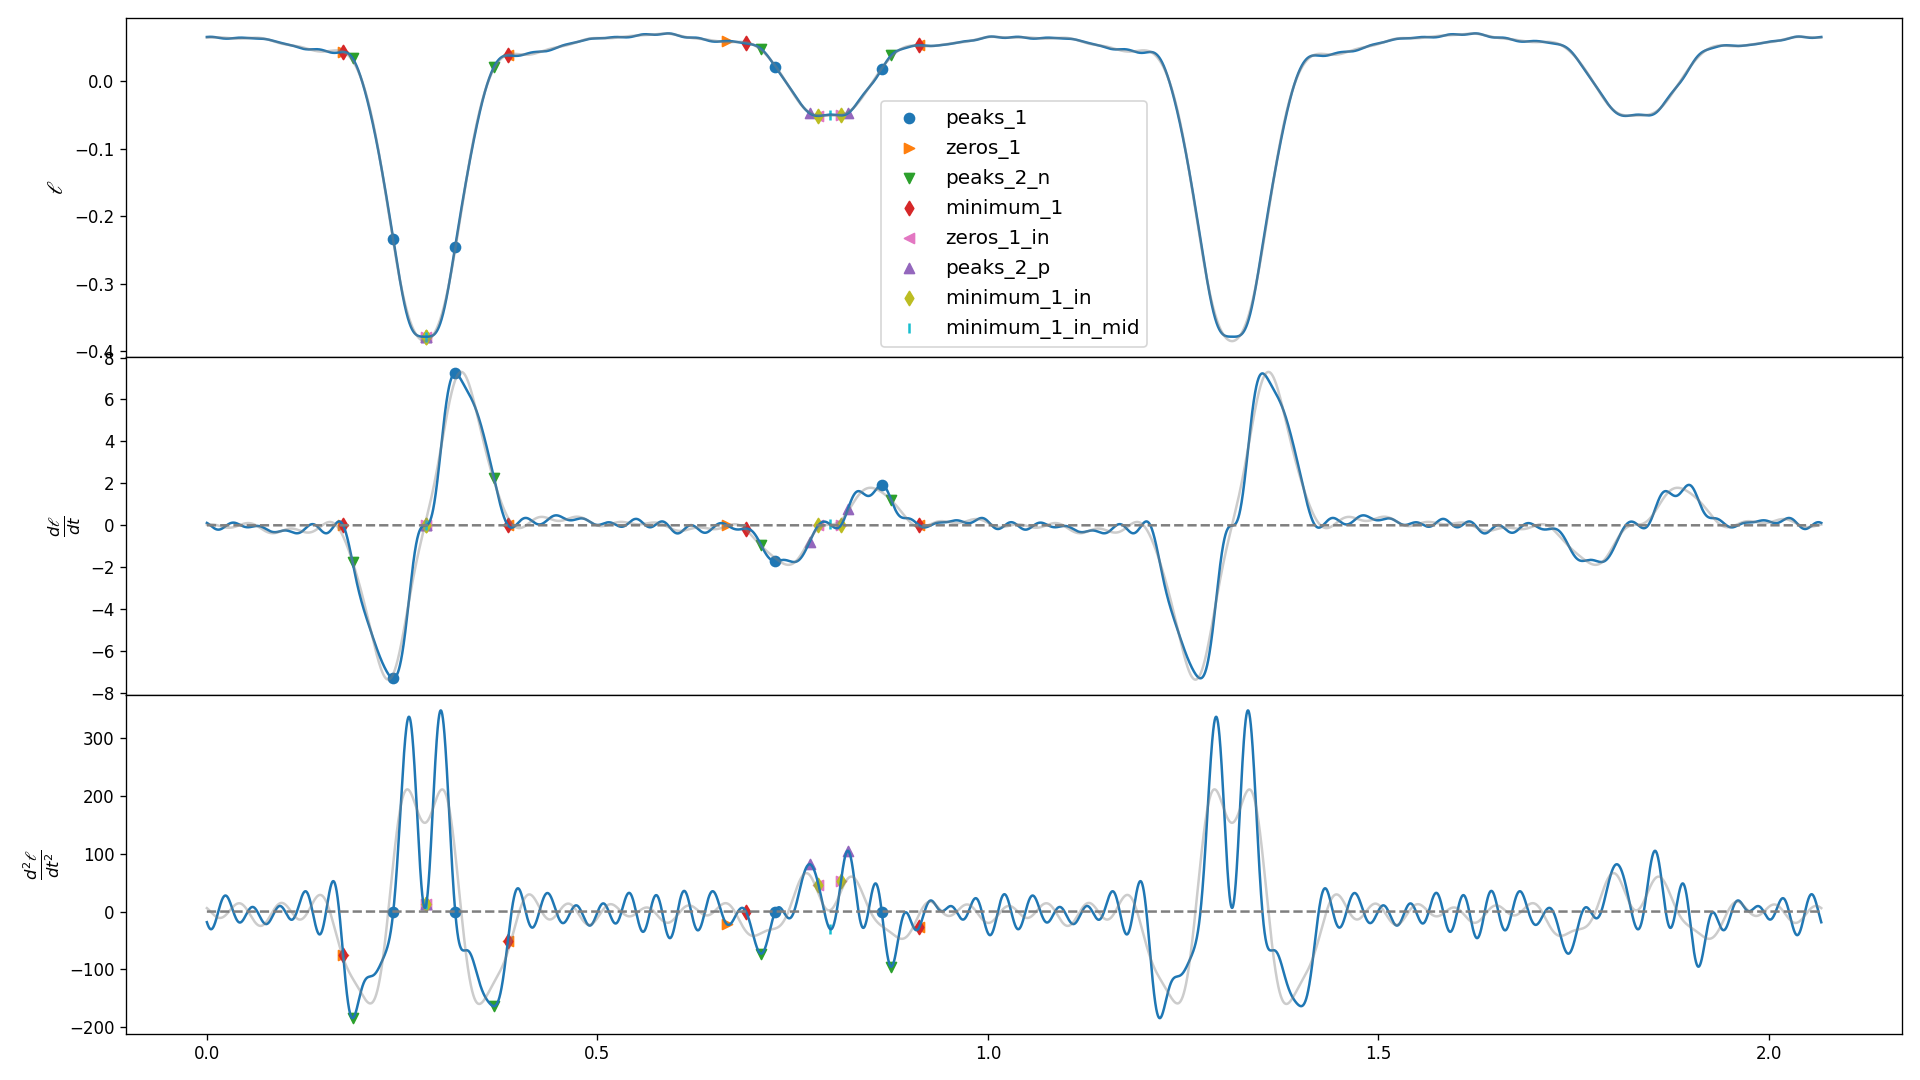 0.0
−0.1
−0.2
−0.3
−0.4
ℓ
peaks_1
zeros_1
peaks_2_n
minimum_1
zeros_1_in
peaks_2_p
minimum_1_in
minimum_1_in_mid
8
6
4
2
0
−2
−4
−6
−8
dℓ
dt
300
200
100
0
−100
−200
d²ℓ
dt²
0.0 0.5 1.0 1.5 2.0